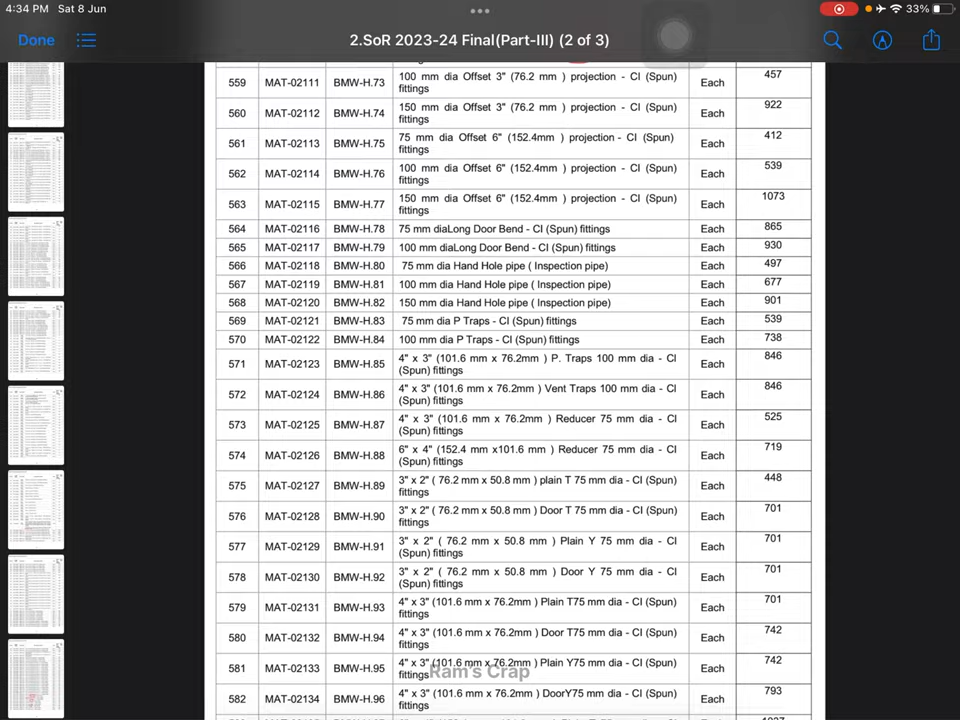 4:34 PM Sat 8 Jun
33%
Done
2.SoR 2023-24 Final(Part-III) (2 of 3)
559 MAT-02111 BMW-H.73 100 mm dia Offset 3" (76.2 mm ) projection - CI (Spun) Each 457
fittings
560 MAT-02112 BMW-H.74 150 mm dia Offset 3" (76.2 mm ) projection - CI (Spun) Each 922
fittings
561 MAT-02113 BMW-H.75 75 mm dia Offset 6" (152.4mm ) projection - CI (Spun) Each 412
fittings
562 MAT-02114 BMW-H.76 100 mm dia Offset 6" (152.4mm ) projection - CI (Spun) Each 539
fittings
563 MAT-02115 BMW-H.77 150 mm dia Offset 6" (152.4mm ) projection - CI (Spun) Each 1073
fittings
564 MAT-02116 BMW-H.78 75 mm diaLong Door Bend - CI (Spun) fittings Each 865
565 MAT-02117 BMW-H.79 100 mm diaLong Door Bend - CI (Spun) fittings Each 930
566 MAT-02118 BMW-H.80 75 mm dia Hand Hole pipe ( Inspection pipe) Each 497
567 MAT-02119 BMW-H.81 100 mm dia Hand Hole pipe ( Inspection pipe) Each 677
568 MAT-02120 BMW-H.82 150 mm dia Hand Hole pipe ( Inspection pipe) Each 901
569 MAT-02121 BMW-H.83 75 mm dia P Traps - CI (Spun) fittings Each 539
570 MAT-02122 BMW-H.84 100 mm dia P Traps - CI (Spun) fittings Each 738
571 MAT-02123 BMW-H.85 4" x 3" (101.6 mm x 76.2mm ) P. Traps 100 mm dia - CI Each 846
(Spun) fittings
572 MAT-02124 BMW-H.86 4" x 3" (101.6 mm x 76.2mm ) Vent Traps 100 mm dia - CI Each 846
(Spun) fittings
573 MAT-02125 BMW-H.87 4" x 3" (101.6 mm x 76.2mm ) Reducer 75 mm dia - CI Each 525
(Spun) fittings
574 MAT-02126 BMW-H.88 6" x 4" (152.4 mm x101.6 mm ) Reducer 75 mm dia - CI Each 719
(Spun) fittings
575 MAT-02127 BMW-H.89 3" x 2" ( 76.2 mm x 50.8 mm ) plain T 75 mm dia - CI (Spun) Each 448
fittings
576 MAT-02128 BMW-H.90 3" x 2" ( 76.2 mm x 50.8 mm ) Door T 75 mm dia - CI (Spun) Each 701
fittings
577 MAT-02129 BMW-H.91 3" x 2" ( 76.2 mm x 50.8 mm ) Plain Y 75 mm dia - CI Each 701
(Spun) fittings
578 MAT-02130 BMW-H.92 3" x 2" ( 76.2 mm x 50.8 mm ) Door Y 75 mm dia - CI Each 701
(Spun) fittings
579 MAT-02131 BMW-H.93 4" x 3" (101.6 mm x 76.2mm ) Plain T75 mm dia - CI (Spun) Each 701
fittings
580 MAT-02132 BMW-H.94 4" x 3" (101.6 mm x 76.2mm ) Door T75 mm dia - CI (Spun) Each 742
fittings
581 MAT-02133 BMW-H.95 4" x 3" (101.6 mm x 76.2mm ) Plain Y75 mm dia - CI (Spun) Each 742
fittings
Ram's Crap
582 MAT-02134 BMW-H.96 4" x 3" (101.6 mm x 76.2mm ) DoorY75 mm dia - CI (Spun) Each 793
fittings